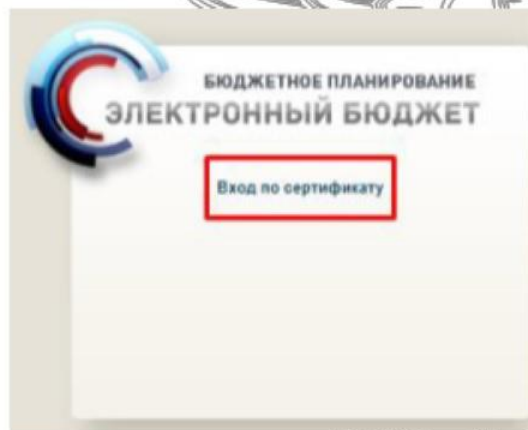 БЮДЖЕТНОЕ ПЛАНИРОВАНИЕ
ЭЛЕКТРОННЫЙ БЮДЖЕТ
Вход по сертификату